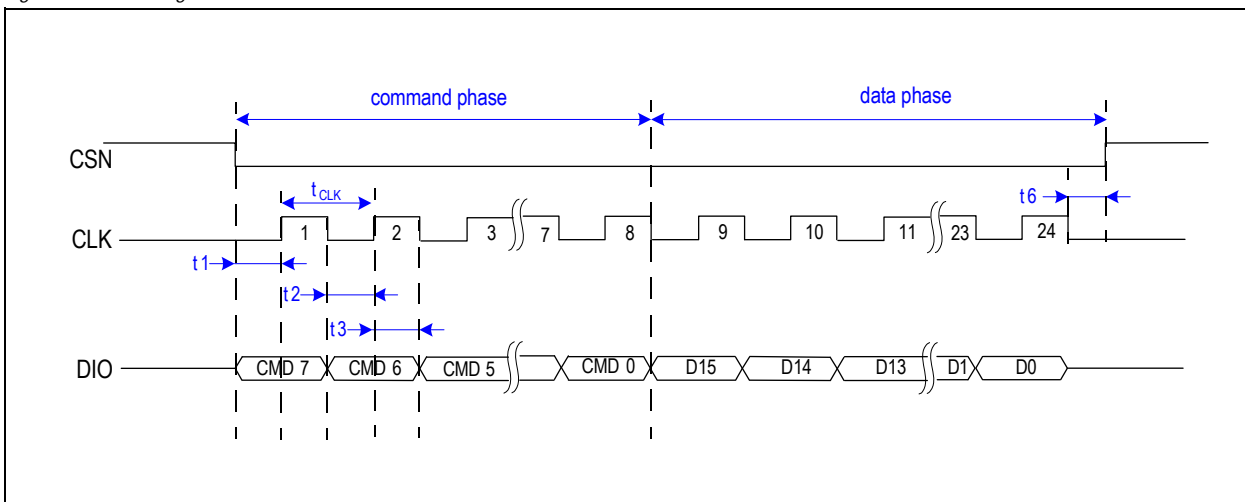 command phase
data phase
CSN
t CLK
t6
CLK
1
2
3
7
8
9
10
11
23
24
t1
t2
t3
DIO
CMD 7
CMD 6
CMD 5
CMD 0
D15
D14
D13
D1
D0